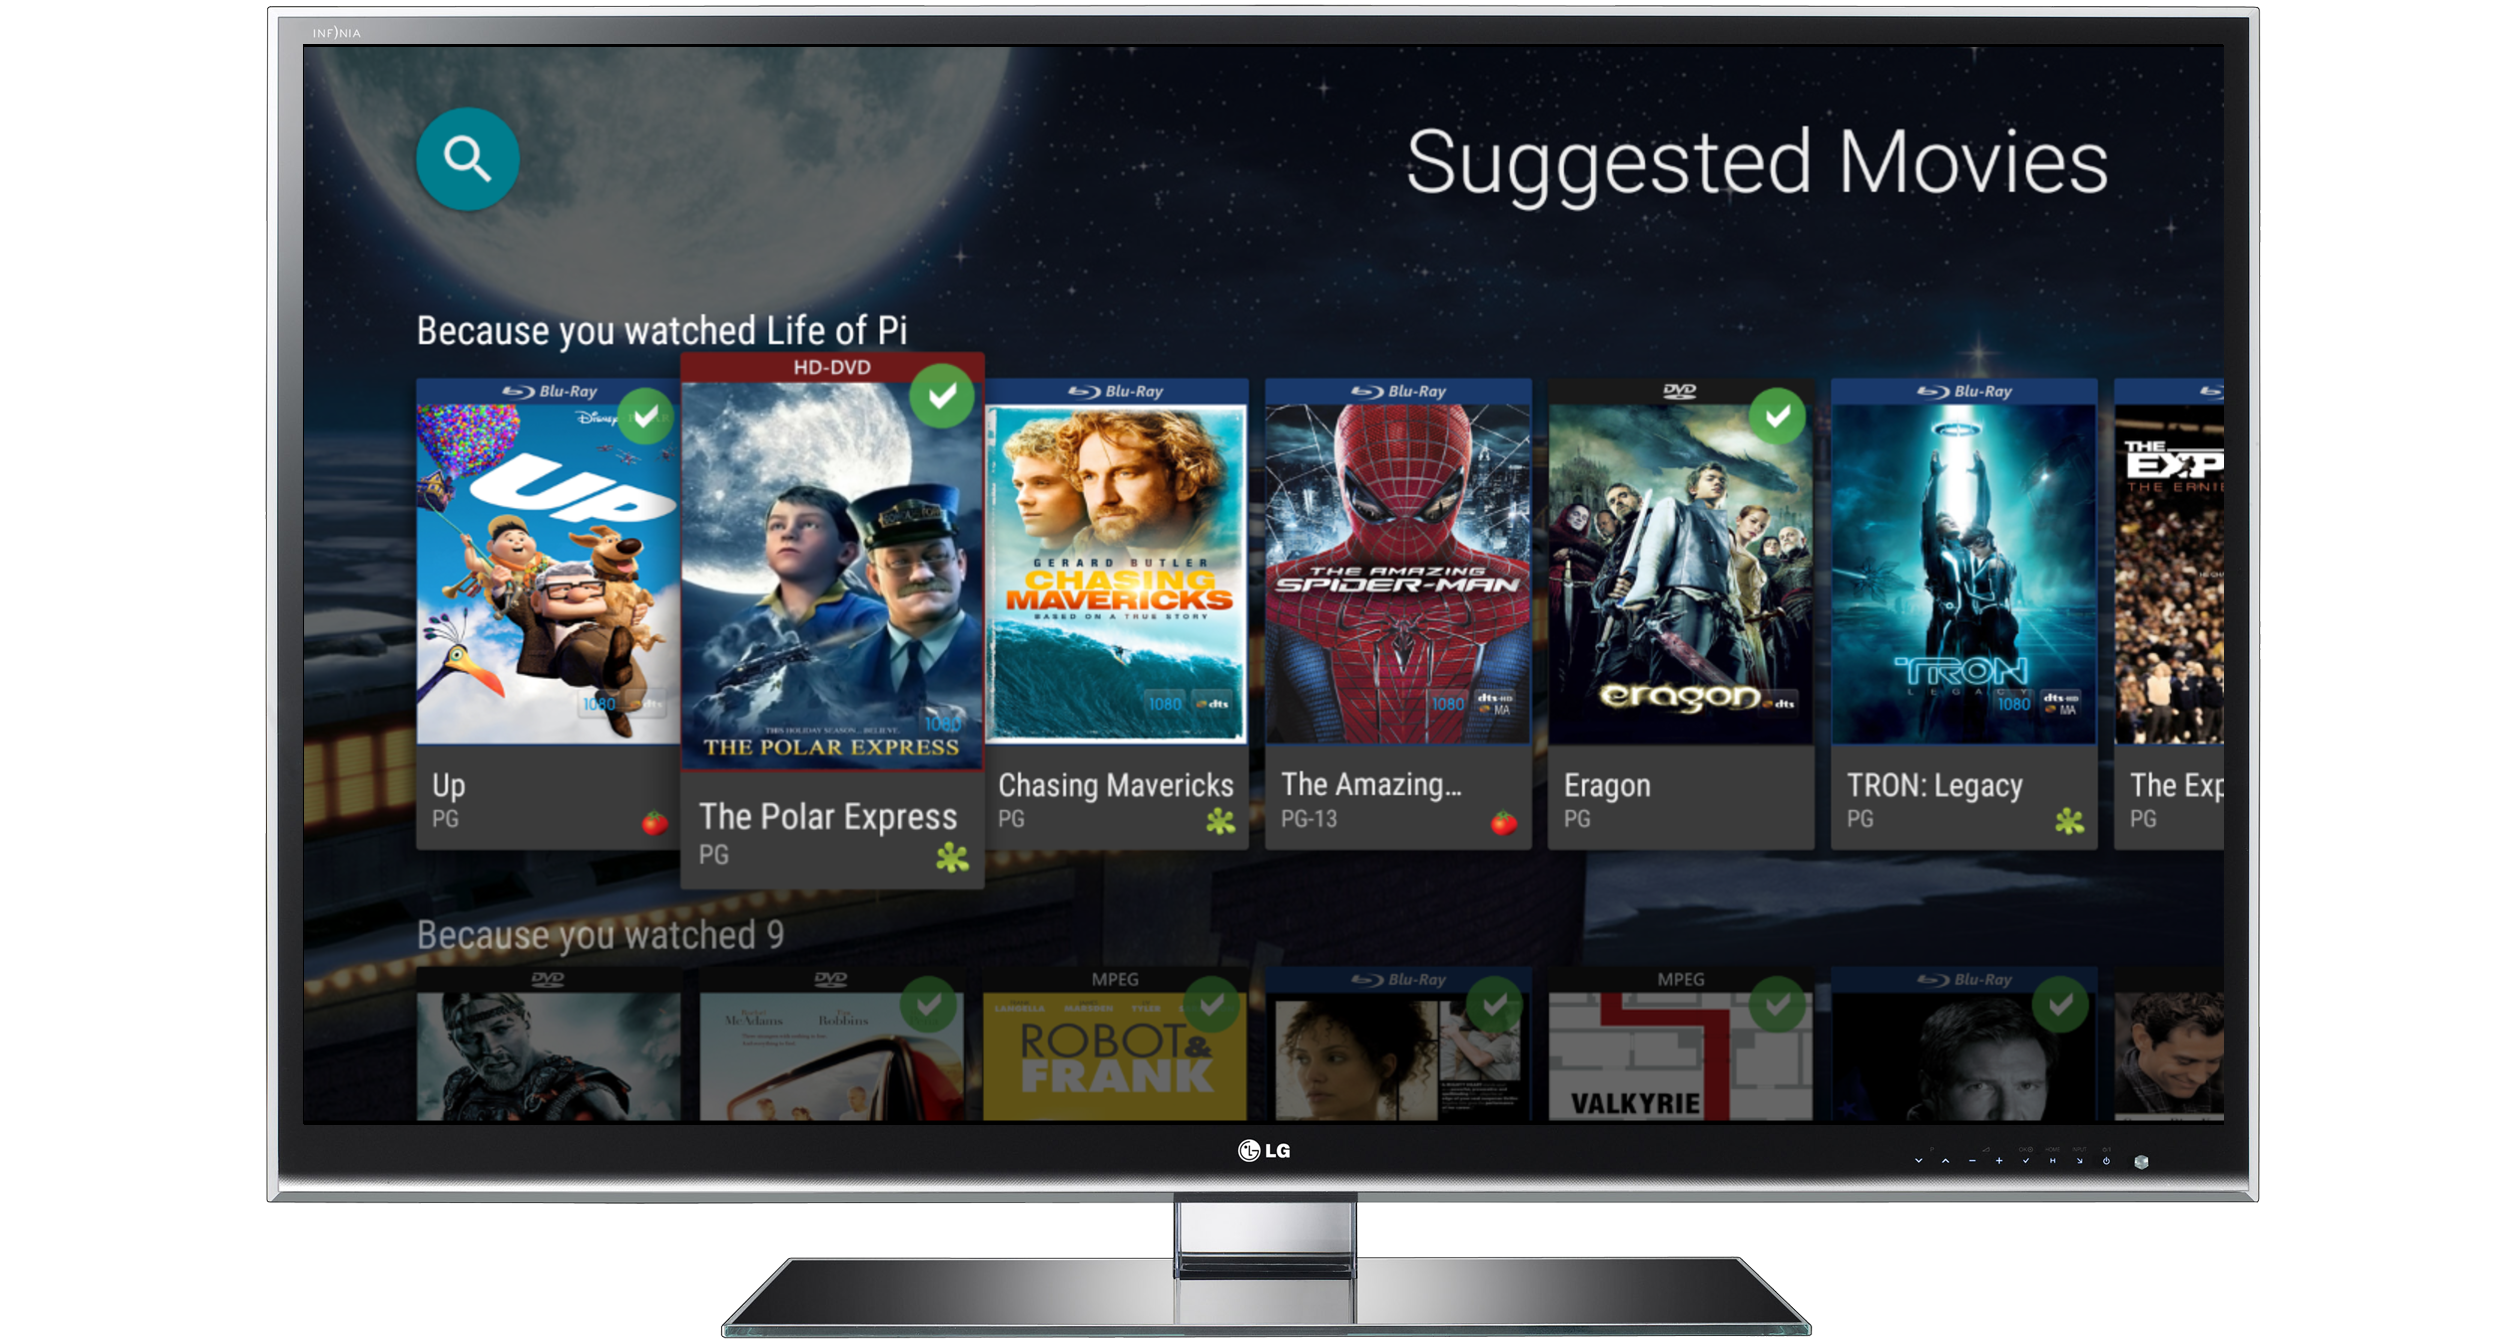 INFINIA
Suggested Movies
Because you watched Life of Pi
Blu-Ray
HD-DVD
Blu-Ray
Blu-Ray
DVD
Blu-Ray
Disney
UP
1080 dts
Up
PG
THIS HOLIDAY SEASON... BELIEVE.
THE POLAR EXPRESS
1080
The Polar Express
PG
GERARD BUTLER
CHASING
MAVERICKS
BASED ON A TRUE STORY
1080 dts
Chasing Mavericks
PG
THE AMAZING
SPIDER-MAN
1080 dts-HD MA
The Amazing...
PG-13
eragon
dts
Eragon
PG
TRON
LEGACY
1080 dts-HD MA
TRON: Legacy
PG
THE
EXP
THE ERNIE
The Exp
PG
Because you watched 9
DVD
DVD
MPEG
Blu-Ray
MPEG
Blu-Ray
McAdams Robbins
LANGELLA MARSDEN TYLER
ROBOT &
FRANK
VALKYRIE
LG